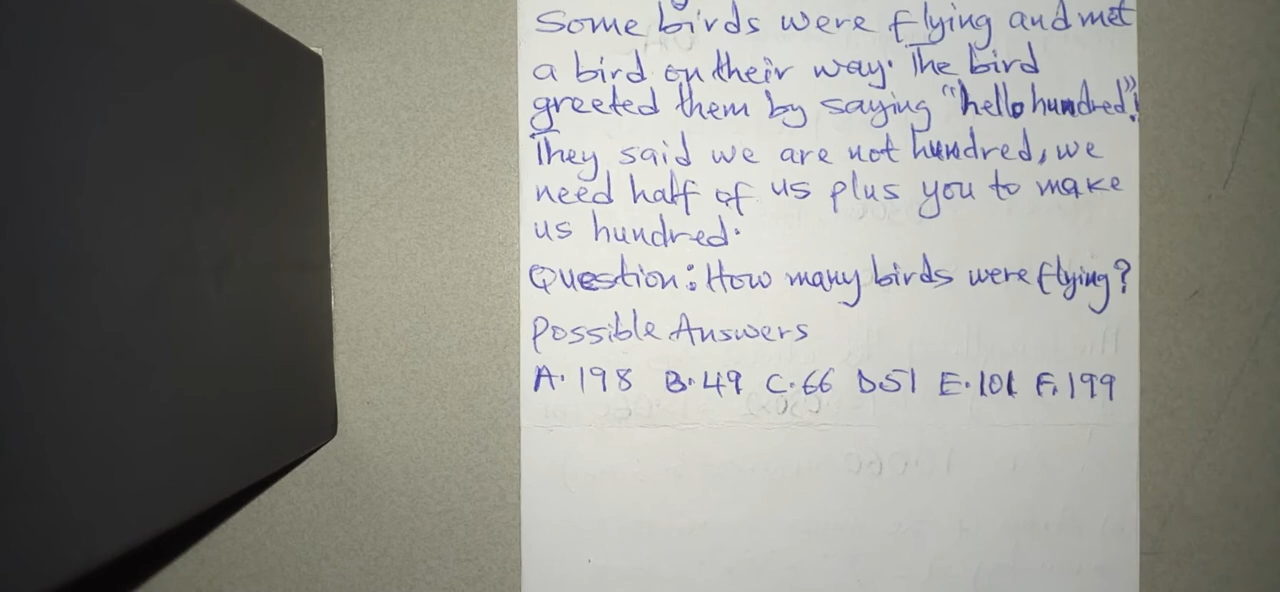 Some birds were flying and met
a bird on their way. The bird
greeted them by saying "hello hundred"!
They said we are not hundred, we
need half of us plus you to make
us hundred.
Question: How many birds were flying?
Possible Answers
A. 198 B. 49 C. 66 D. 51 E. 101 F. 199